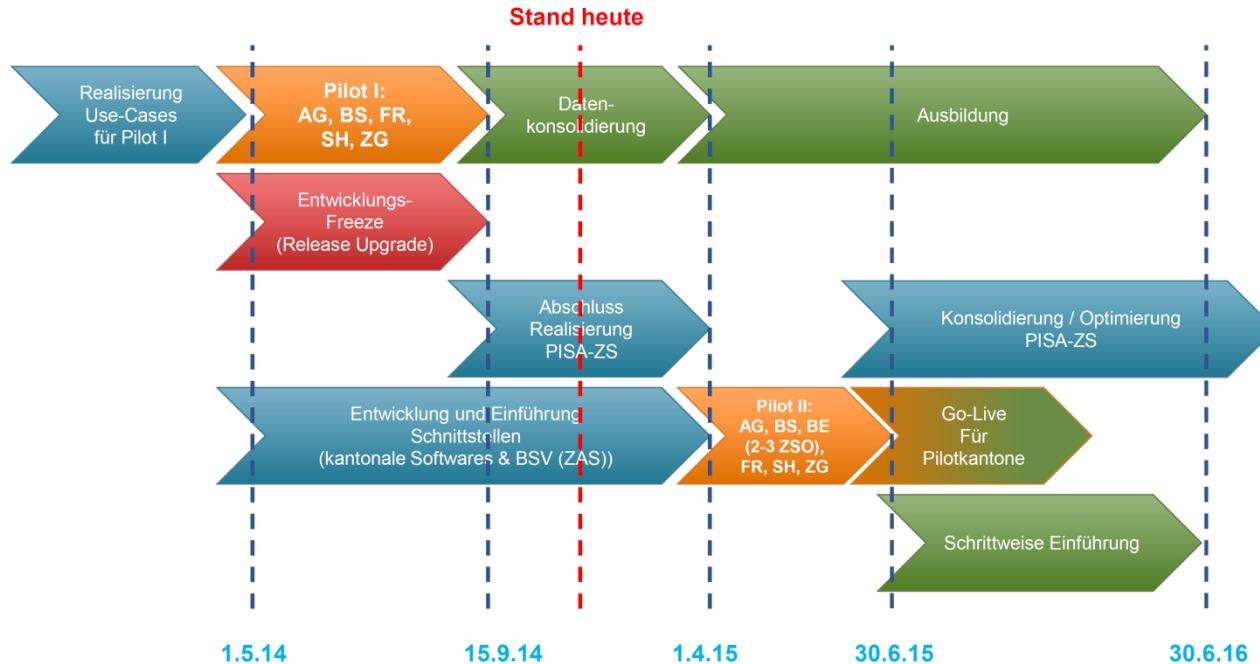 Stand heute
Realisierung
Use-Cases
für Pilot I
Pilot I:
AG, BS, FR,
SH, ZG
Daten-
konsolidierung
Ausbildung
Entwicklungs-
Freeze
(Release Upgrade)
Abschluss
Realisierung
PISA-ZS
Konsolidierung / Optimierung
PISA-ZS
Entwicklung und Einführung
Schnittstellen
(kantonale Softwares & BSV (ZAS))
Pilot II:
AG, BS, BE
(2-3 ZSO),
FR, SH, ZG
Go-Live
Für
Pilotkantone
Schrittweise Einführung
1.5.14
15.9.14
1.4.15
30.6.15
30.6.16